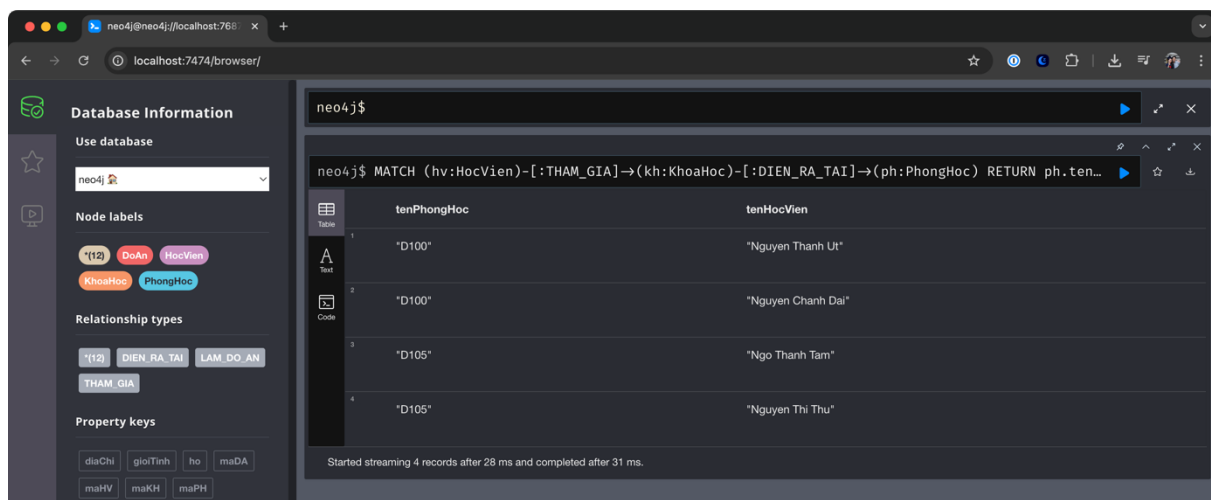 neo4j@neo4j://localhost:768
localhost:7474/browser/
Database Information
Use database
neo4j
Node labels
*(12) DoAn HocVien
KhoaHoc PhongHoc
Relationship types
*(12) DIEN_RA_TAI LAM_DO_AN
THAM_GIA
Property keys
diaChi gioiTinh ho maDA
maHV maKH maPH
neo4j$
neo4j$ MATCH (hv:HocVien)-[:THAM_GIA]→(kh:KhoaHoc)-[:DIEN_RA_TAI]→(ph:PhongHoc) RETURN ph.ten…
Table
Text
Code
tenPhongHoc tenHocVien
1 "D100" "Nguyen Thanh Ut"
2 "D100" "Nguyen Chanh Dai"
3 "D105" "Ngo Thanh Tam"
4 "D105" "Nguyen Thi Thu"
Started streaming 4 records after 28 ms and completed after 31 ms.